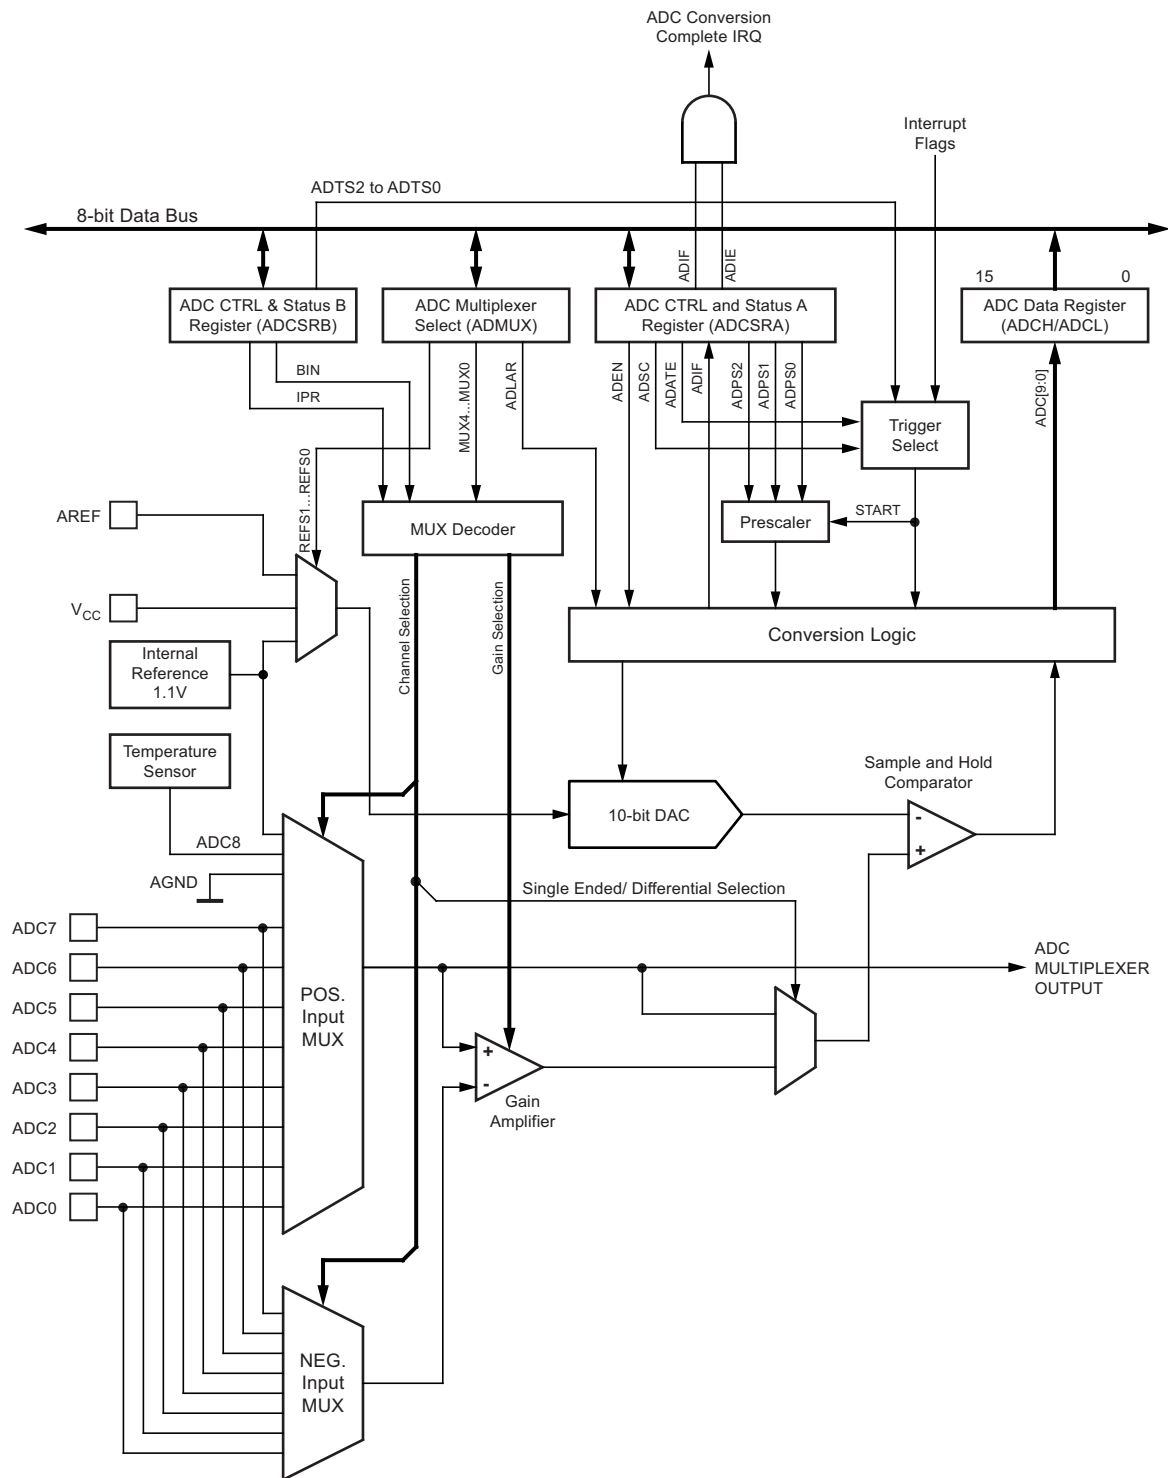 ADC Conversion
Complete IRQ
Interrupt
Flags
ADTS2 to ADTS0
8-bit Data Bus
ADIF
ADIE
15
0
ADC CTRL & Status B
Register (ADCSRB)
ADC Multiplexer
Select (ADMUX)
ADC CTRL and Status A
Register (ADCSRA)
ADC Data Register
(ADCH/ADCL)
BIN
IPR
REFS1...REFS0
MUX4...MUX0
ADLAR
ADEN
ADSC
ADATE
ADIF
ADPS2
ADPS1
ADPS0
ADC[9:0]
Trigger
Select
AREF
MUX Decoder
Prescaler
START
VCC
Channel Selection
Gain Selection
Conversion Logic
Internal
Reference
1.1V
Temperature
Sensor
Sample and Hold
Comparator
10-bit DAC
-
+
ADC8
AGND
Single Ended/ Differential Selection
ADC7
ADC6
ADC5
ADC4
ADC3
ADC2
ADC1
ADC0
POS.
Input
MUX
ADC
MULTIPLEXER
OUTPUT
+
-
Gain
Amplifier
NEG.
Input
MUX